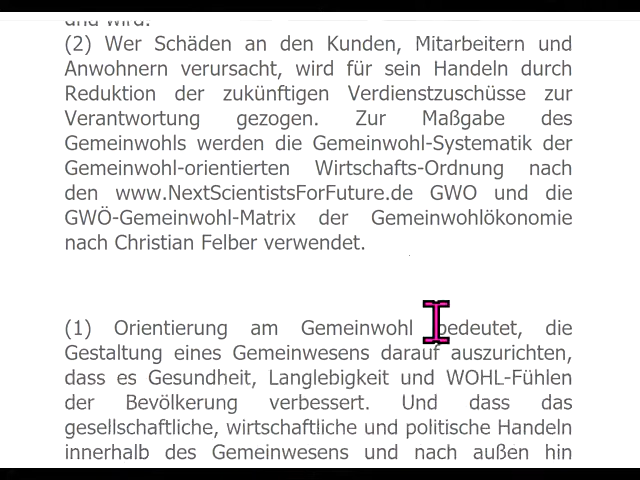 und wird.
(2) Wer Schäden an den Kunden, Mitarbeitern und
Anwohnern verursacht, wird für sein Handeln durch
Reduktion der zukünftigen Verdienstzuschüsse zur
Verantwortung gezogen. Zur Maßgabe des
Gemeinwohls werden die Gemeinwohl-Systematik der
Gemeinwohl-orientierten Wirtschafts-Ordnung nach
den www.NextScientistsForFuture.de GWO und die
GWÖ-Gemeinwohl-Matrix der Gemeinwohlökonomie
nach Christian Felber verwendet.
(1) Orientierung am Gemeinwohl bedeutet, die
Gestaltung eines Gemeinwesens darauf auszurichten,
dass es Gesundheit, Langlebigkeit und WOHL-Fühlen
der Bevölkerung verbessert. Und dass das
gesellschaftliche, wirtschaftliche und politische Handeln
innerhalb des Gemeinwesens und nach außen hin